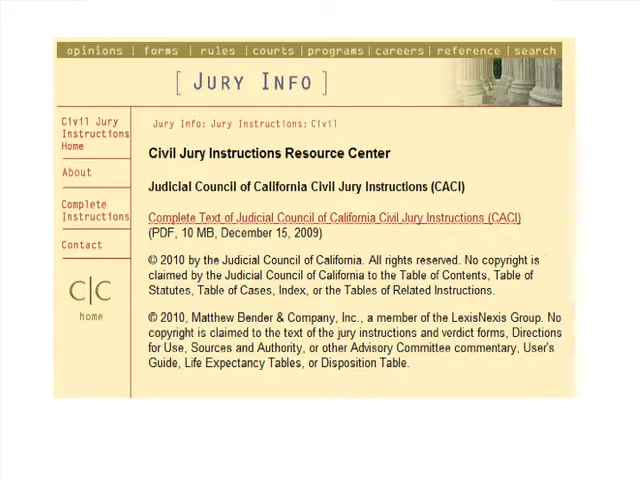 opinions | forms | rules | courts | programs | careers | reference | search
[ JURY INFO ]
Civil Jury
Instructions
Home
About
Complete
Instructions
Contact
C|C
home
Jury Info: Jury Instructions: Civil
Civil Jury Instructions Resource Center
Judicial Council of California Civil Jury Instructions (CACI)
Complete Text of Judicial Council of California Civil Jury Instructions (CACI)
(PDF, 10 MB, December 15, 2009)
© 2010 by the Judicial Council of California. All rights reserved. No copyright is
claimed by the Judicial Council of California to the Table of Contents, Table of
Statutes, Table of Cases, Index, or the Tables of Related Instructions.
© 2010, Matthew Bender & Company, Inc., a member of the LexisNexis Group. No
copyright is claimed to the text of the jury instructions and verdict forms, Directions
for Use, Sources and Authority, or other Advisory Committee commentary, User's
Guide, Life Expectancy Tables, or Disposition Table.